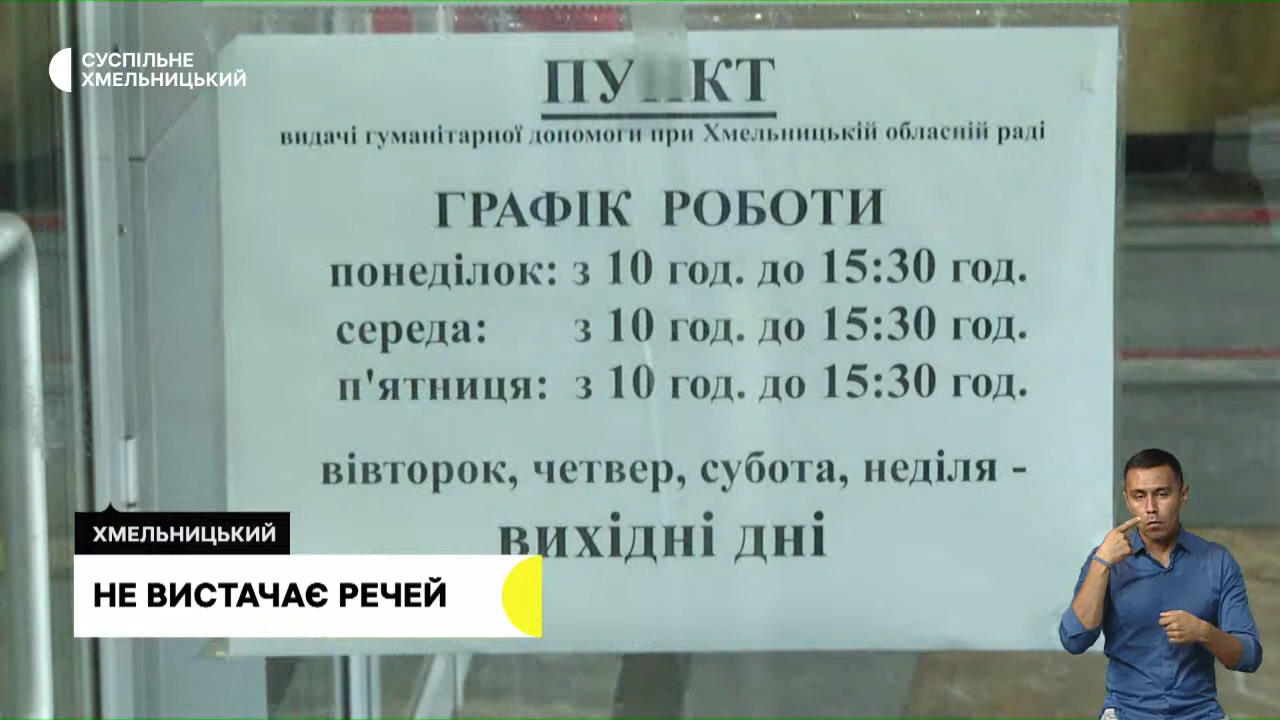 СУСПІЛЬНЕ
ХМЕЛЬНИЦЬКИЙ
ПУНКТ
видачі гуманітарної допомоги при Хмельницькій обласній раді
ГРАФІК РОБОТИ
понеділок: з 10 год. до 15:30 год.
середа: з 10 год. до 15:30 год.
п'ятниця: з 10 год. до 15:30 год.
вівторок, четвер, субота, неділя -
вихідні дні
ХМЕЛЬНИЦЬКИЙ
НЕ ВИСТАЧАЄ РЕЧЕЙ